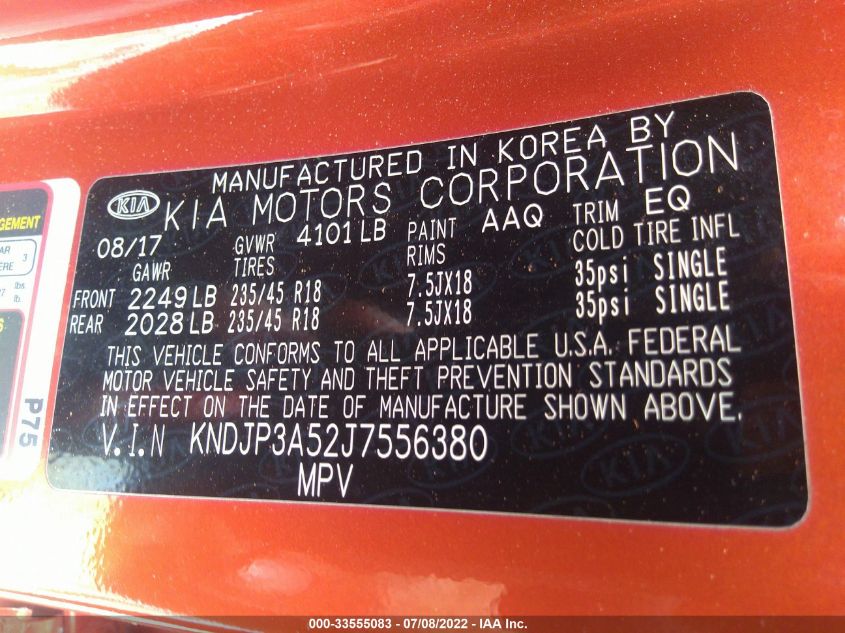 MANUFACTURED IN KOREA BY
KIA KIA MOTORS CORPORATION
08/17 GVWR 4101 LB PAINT AAQ TRIM EQ
GAWR TIRES RIMS COLD TIRE INFL
FRONT 2249 LB 235/45 R18 7.5JX18 35psi SINGLE
REAR 2028 LB 235/45 R18 7.5JX18 35psi SINGLE
THIS VEHICLE CONFORMS TO ALL APPLICABLE U.S.A. FEDERAL
MOTOR VEHICLE SAFETY AND THEFT PREVENTION STANDARDS
IN EFFECT ON THE DATE OF MANUFACTURE SHOWN ABOVE.
V.I.N KNDJP3A52J7556380
MPV
P75
000-33555083 - 07/08/2022 - IAA Inc.